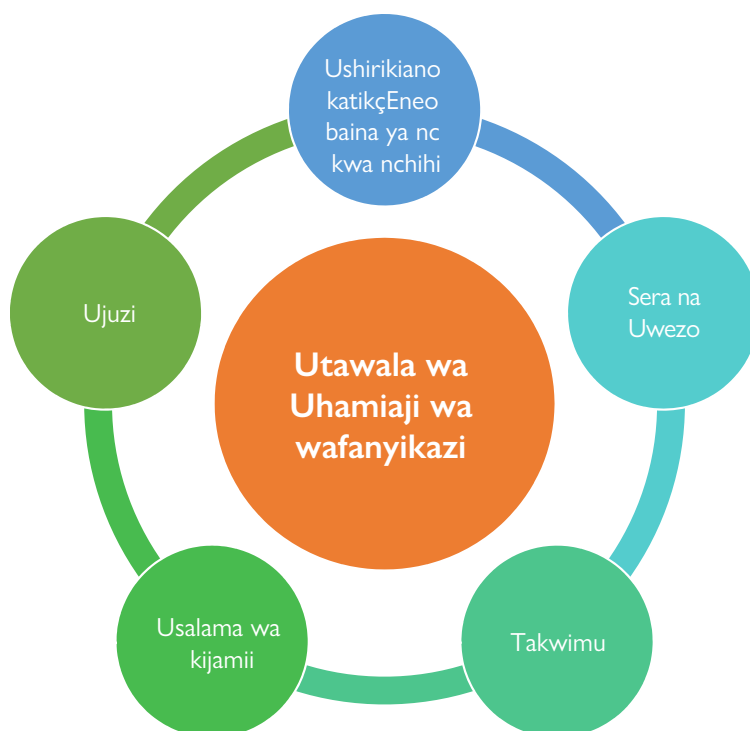 Ushirikiano
katikçEneo
baina ya nc
kwa nchihi
Sera na
Uwezo
Takwimu
Usalama wa
kijamii
Ujuzi
Utawala wa
Uhamiaji wa
wafanyikazi